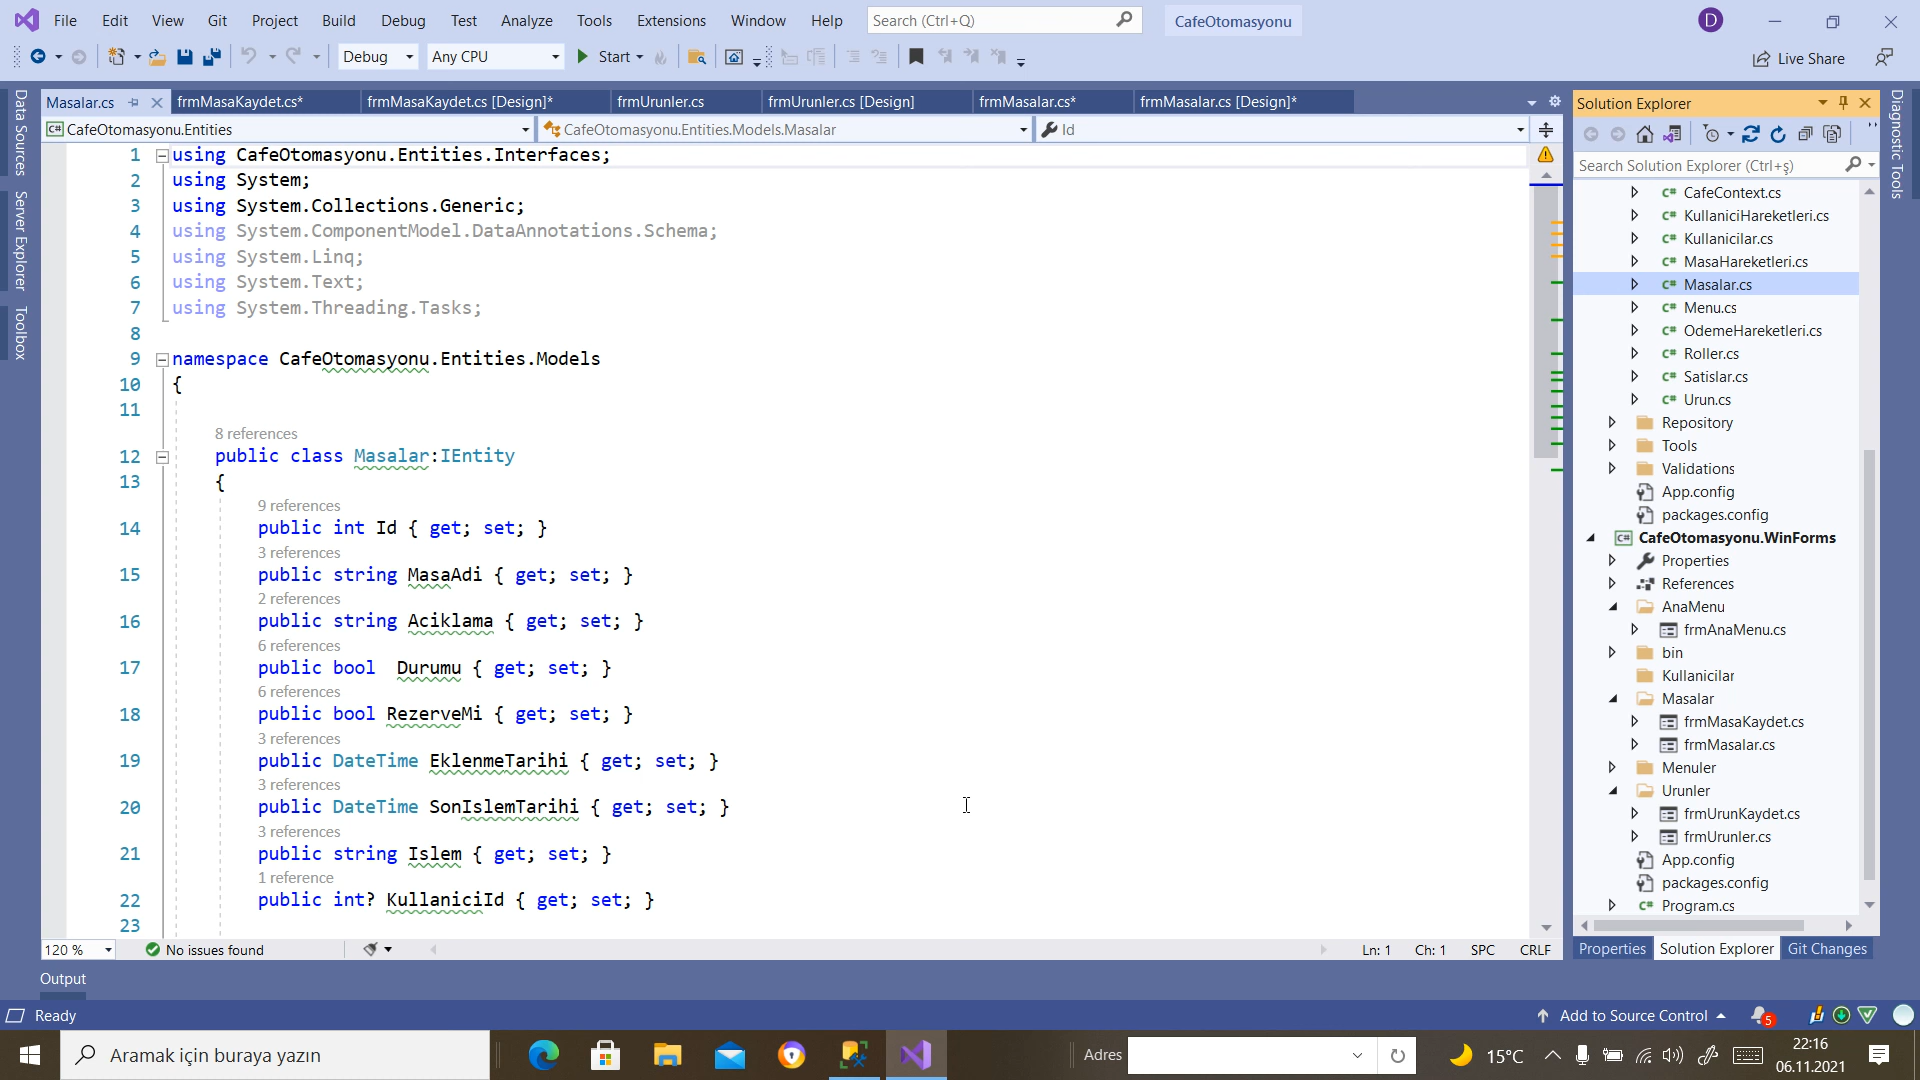 File Edit View Git Project Build Debug Test Analyze Tools Extensions Window Help Search (Ctrl+Q) CafeOtomasyonu D
Debug Any CPU Start Live Share
Masalar.cs frmMasaKaydet.cs* frmMasaKaydet.cs [Design]* frmUrunler.cs frmUrunler.cs [Design] frmMasalar.cs* frmMasalar.cs [Design]*
CafeOtomasyonu.Entities CafeOtomasyonu.Entities.Models.Masalar Id
Data Sources
Server Explorer
Toolbox
1 using CafeOtomasyonu.Entities.Interfaces;
2 using System;
3 using System.Collections.Generic;
4 using System.ComponentModel.DataAnnotations.Schema;
5 using System.Linq;
6 using System.Text;
7 using System.Threading.Tasks;
8
9 namespace CafeOtomasyonu.Entities.Models
10 {
11
8 references
12 public class Masalar:IEntity
13 {
9 references
14 public int Id { get; set; }
3 references
15 public string MasaAdi { get; set; }
2 references
16 public string Aciklama { get; set; }
6 references
17 public bool  Durumu { get; set; }
6 references
18 public bool RezerveMi { get; set; }
3 references
19 public DateTime EklenmeTarihi { get; set; }
3 references
20 public DateTime SonIslemTarihi { get; set; }
3 references
21 public string Islem { get; set; }
1 reference
22 public int? KullaniciId { get; set; }
23
120 % No issues found Ln: 1 Ch: 1 SPC CRLF
Solution Explorer
Search Solution Explorer (Ctrl+ş)
C# CafeContext.cs
C# KullaniciHareketleri.cs
C# Kullanicilar.cs
C# MasaHareketleri.cs
C# Masalar.cs
C# Menu.cs
C# OdemeHareketleri.cs
C# Roller.cs
C# Satislar.cs
C# Urun.cs
Repository
Tools
Validations
App.config
packages.config
C# CafeOtomasyonu.WinForms
Properties
References
AnaMenu
frmAnaMenu.cs
bin
Kullanicilar
Masalar
frmMasaKaydet.cs
frmMasalar.cs
Menuler
Urunler
frmUrunKaydet.cs
frmUrunler.cs
App.config
packages.config
C# Program.cs
Properties Solution Explorer Git Changes
Diagnostic Tools
Output
Ready Add to Source Control 5
Aramak için buraya yazın Adres 15°C 22:16
06.11.2021